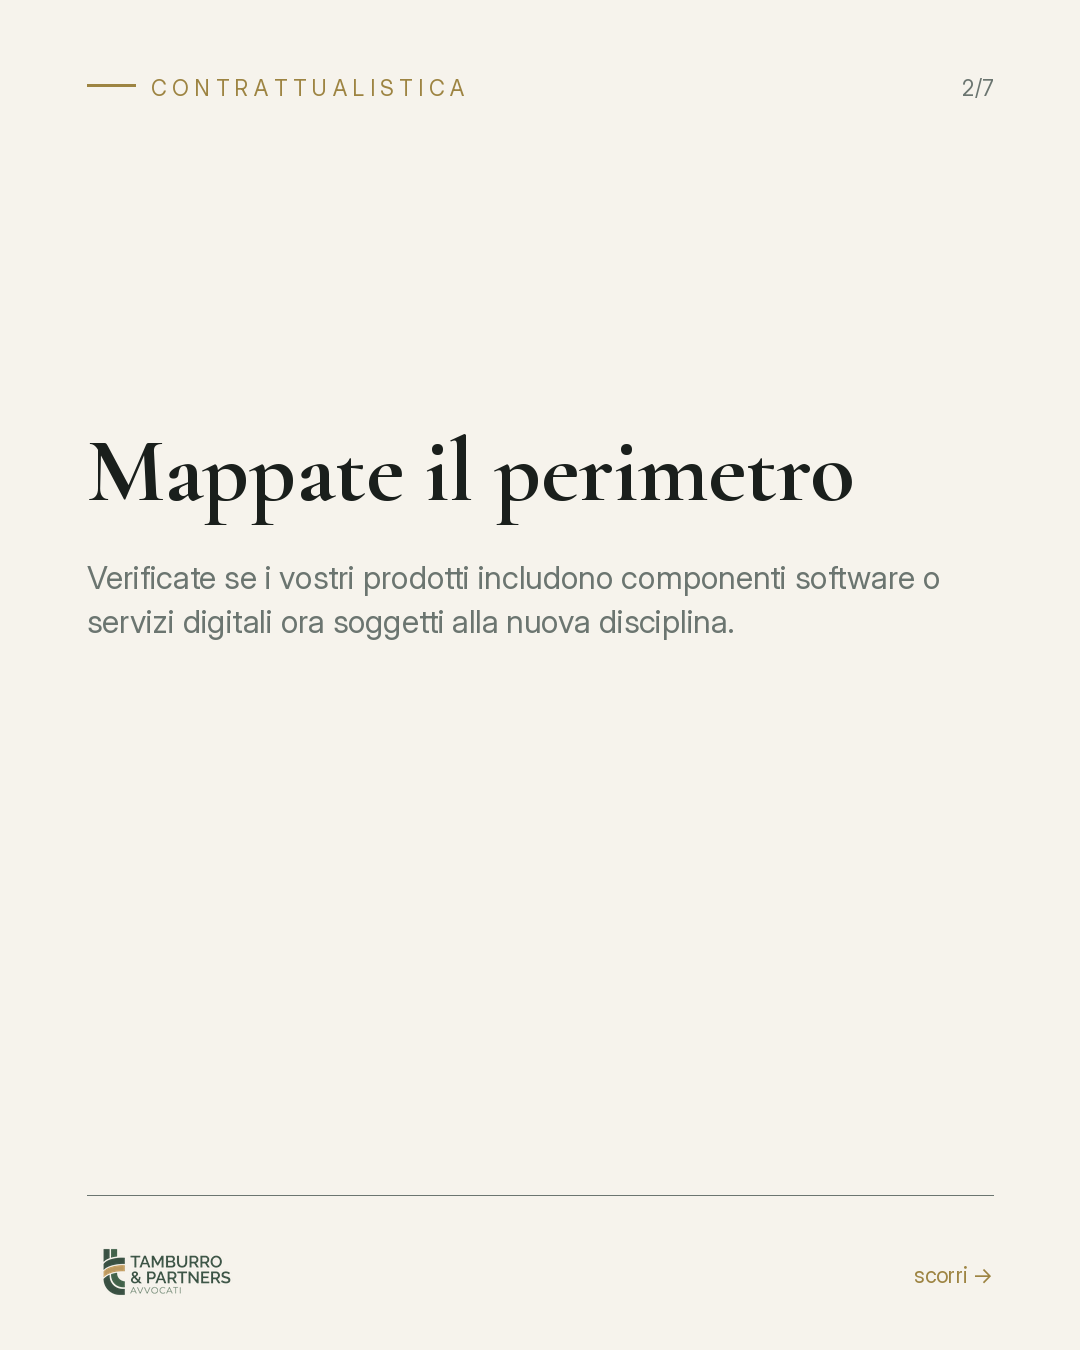 CONTRATTUALISTICA
2/7
Mappate il perimetro
Verificate se i vostri prodotti includono componenti software o
servizi digitali ora soggetti alla nuova disciplina.
TAMBURRO
& PARTNERS
AVVOCATI
scorri →